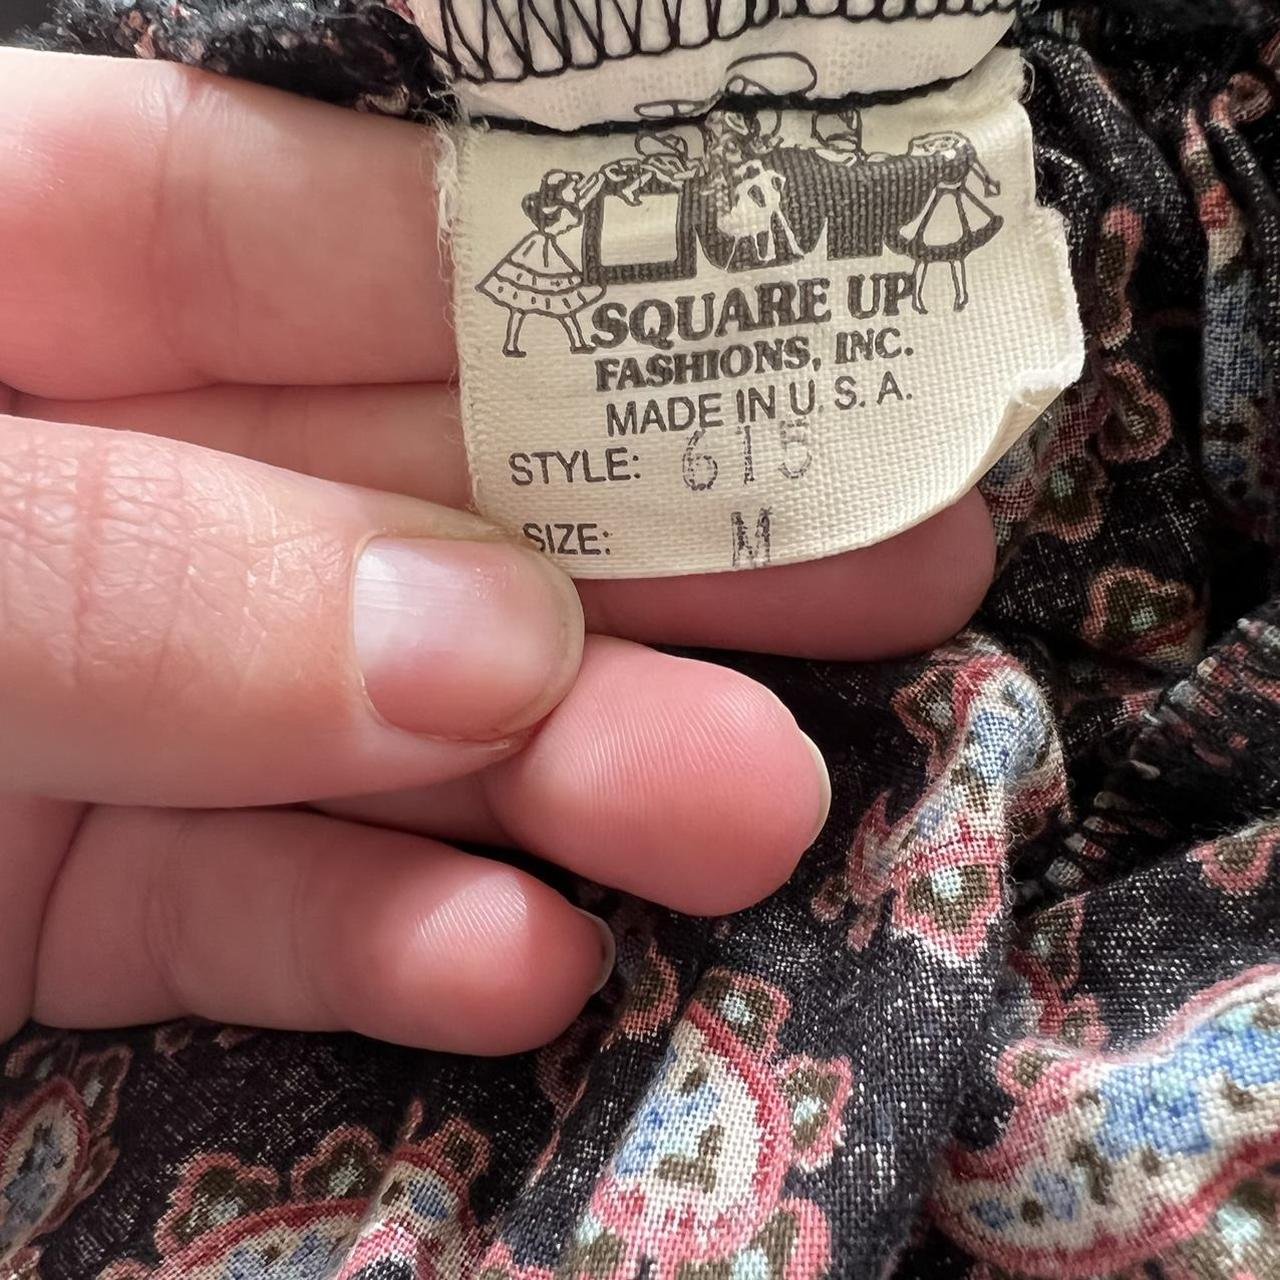 SQUARE UP
FASHIONS, INC.
MADE IN U. S. A.
STYLE: 615
SIZE: M